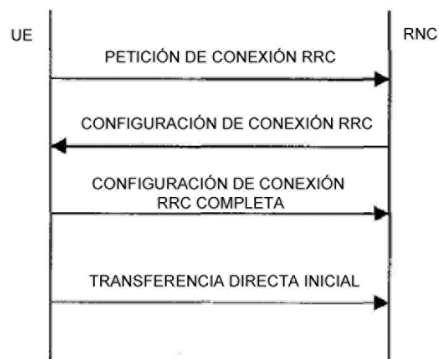 UE
RNC
PETICIÓN DE CONEXIÓN RRC
CONFIGURACIÓN DE CONEXIÓN RRC
CONFIGURACIÓN DE CONEXIÓN
RRC COMPLETA
TRANSFERENCIA DIRECTA INICIAL